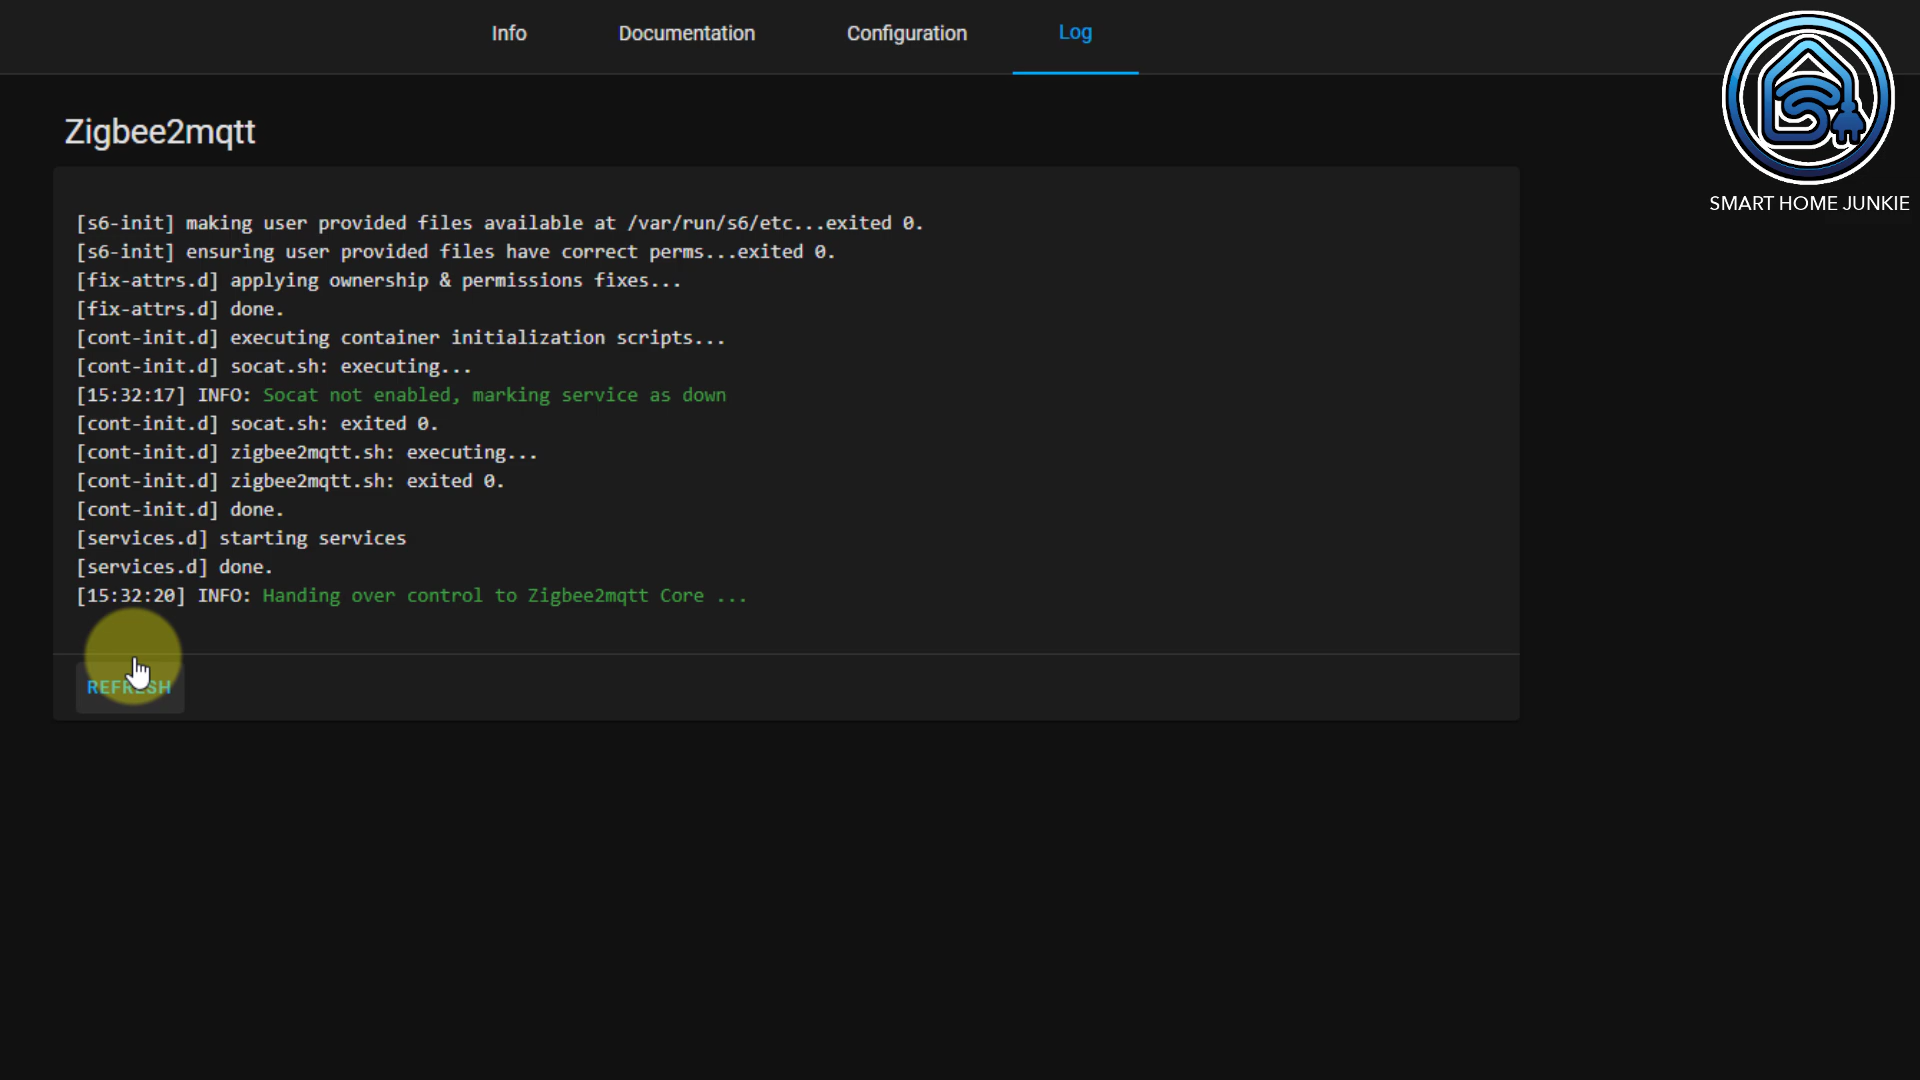 Info
Documentation
Configuration
Log
SMART HOME JUNKIE
Zigbee2mqtt
[s6-init] making user provided files available at /var/run/s6/etc...exited 0.
[s6-init] ensuring user provided files have correct perms...exited 0.
[fix-attrs.d] applying ownership & permissions fixes...
[fix-attrs.d] done.
[cont-init.d] executing container initialization scripts...
[cont-init.d] socat.sh: executing...
[15:32:17] INFO: Socat not enabled, marking service as down
[cont-init.d] socat.sh: exited 0.
[cont-init.d] zigbee2mqtt.sh: executing...
[cont-init.d] zigbee2mqtt.sh: exited 0.
[cont-init.d] done.
[services.d] starting services
[services.d] done.
[15:32:20] INFO: Handing over control to Zigbee2mqtt Core ...
REFRESH